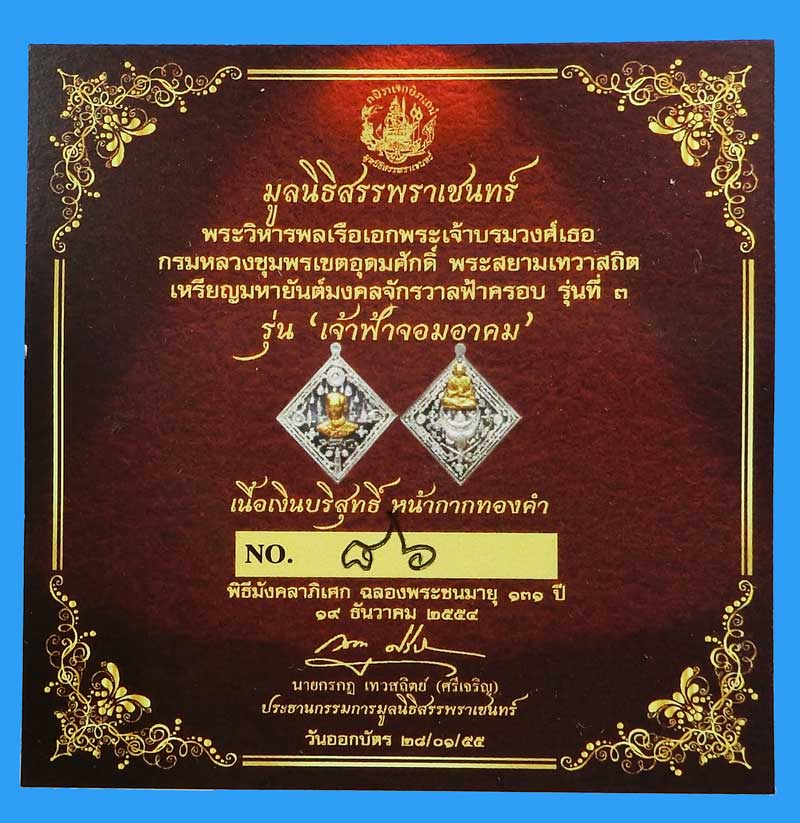 มูลนิธิสรรพราเชนทร์
พระวิหารพลเรือเอกพระเจ้าบรมวงศ์เธอ
กรมหลวงชุมพรเขตอุดมศักดิ์ พระสยามเทวาสถิต
เหรียญมหายันต์มงคลจักรวาลฟ้าครอบ รุ่นที่ ๓
รุ่น 'เจ้าฟ้าจอมอาคม'
เนื้อเงินบริสุทธิ์ หน้ากากทองคำ
NO. ๘๖
พิธีมังคลาภิเศก ฉลองพระชนมายุ ๑๓๑ ปี
๑๙ ธันวาคม ๒๕๕๔
นายกรกฎ เทวสถิตย์ (ศรีเจริญ)
ประธานกรรมการมูลนิธิสรรพราเชนทร์
วันออกบัตร ๒๘/๐๑/๕๕